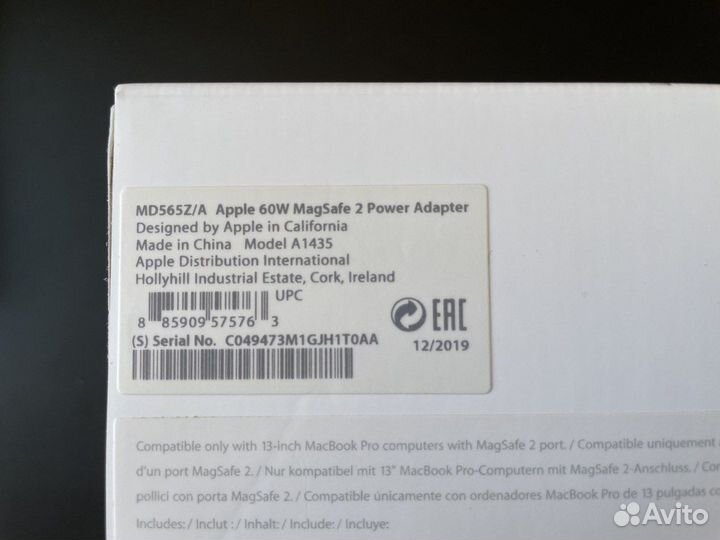 MD565Z/A Apple 60W MagSafe 2 Power Adapter
Designed by Apple in California
Made in China Model A1435
Apple Distribution International
Hollyhill Industrial Estate, Cork, Ireland
UPC
8 85909 57576 3
EAC
(S) Serial No. C049473M1GJH1T0AA
12/2019
Compatible only with 13-inch MacBook Pro computers with MagSafe 2 port. / Compatible uniquement
d'un port MagSafe 2. / Nur kompatibel mit 13" MacBook Pro-Computern mit MagSafe 2-Anschluss. /
pollici con porta MagSafe 2. / Compatible únicamente con ordenadores MacBook Pro de 13 pulgadas
Includes: / Inclut : / Inhalt: / Include: / Incluye:
Avito